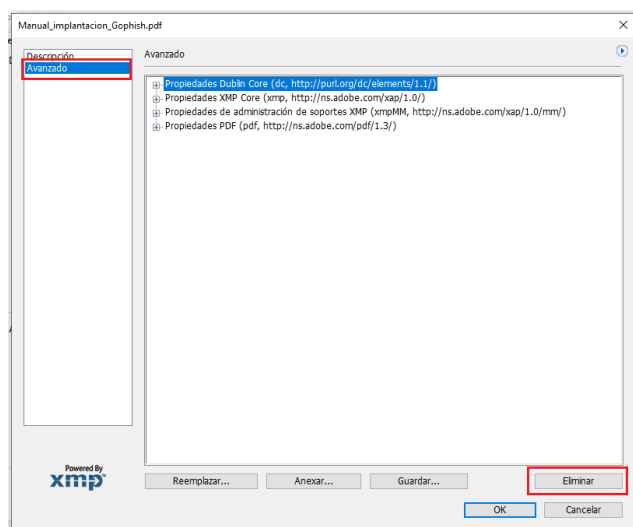 Manual_implantacion_Gophish.pdf
Descripción
Avanzado
Avanzado
Propiedades Dublin Core (dc, http://purl.org/dc/elements/1.1/)
Propiedades XMP Core (xmp, http://ns.adobe.com/xap/1.0/)
Propiedades de administración de soportes XMP (xmpMM, http://ns.adobe.com/xap/1.0/mm/)
Propiedades PDF (pdf, http://ns.adobe.com/pdf/1.3/)
Powered By
xmp
Reemplazar...
Anexar...
Guardar...
Eliminar
OK
Cancelar